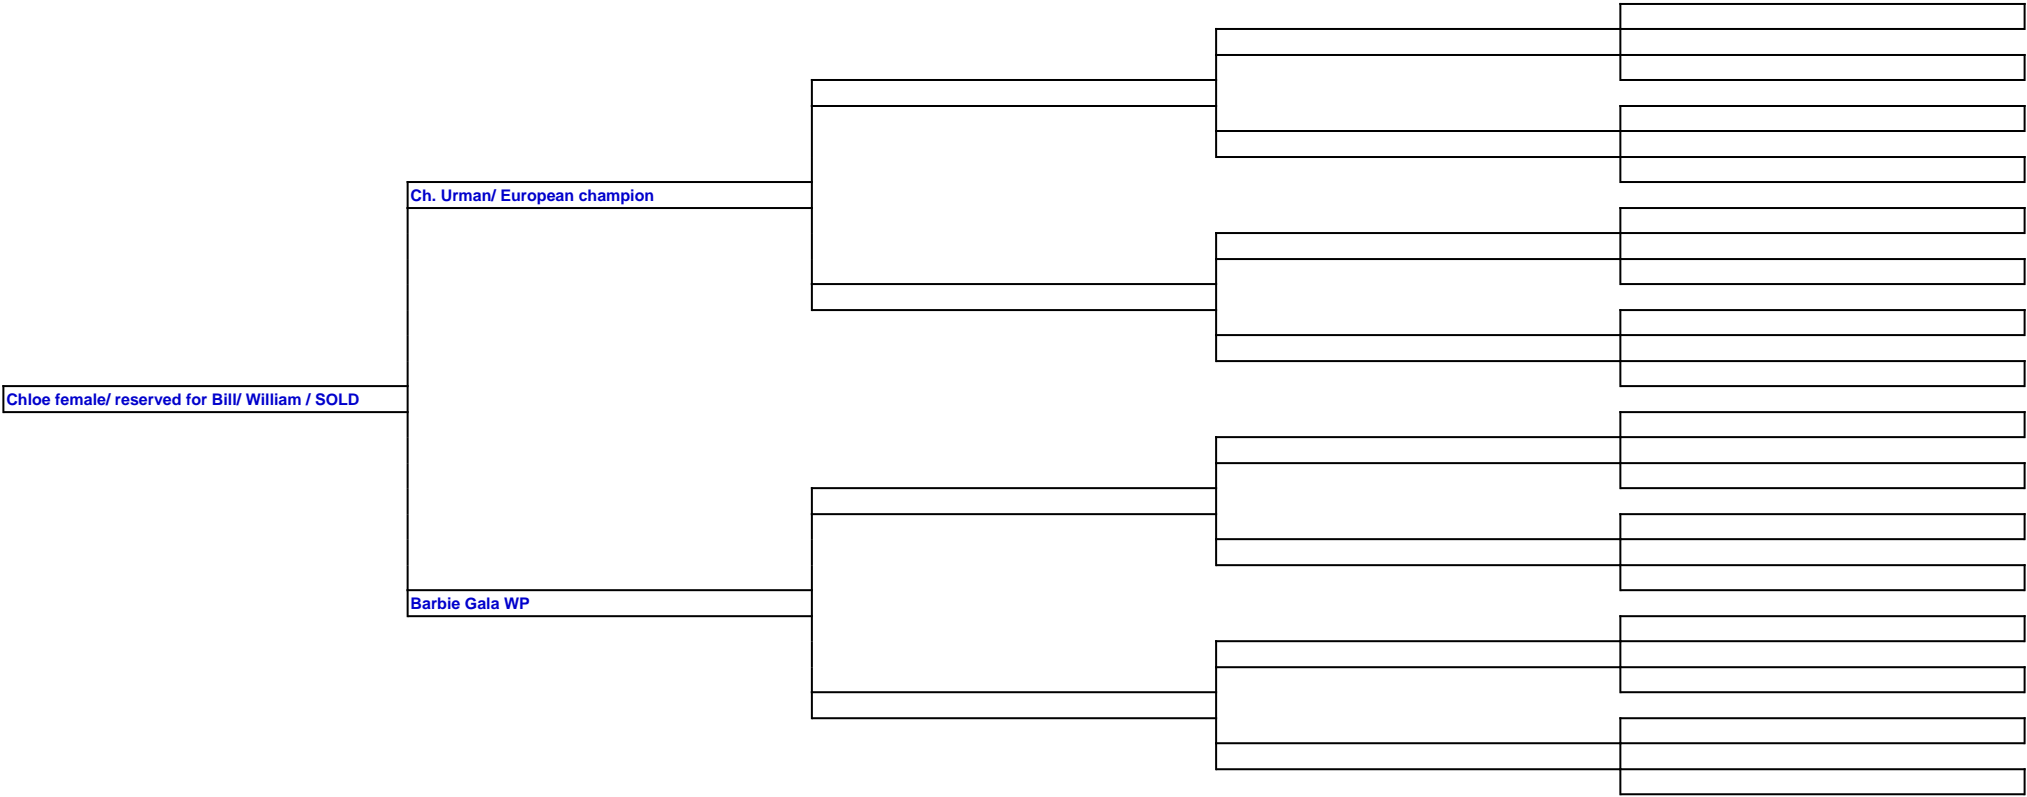 Ch. Urman/ European champion
Chloe female/ reserved for Bill/ William / SOLD
Barbie Gala WP